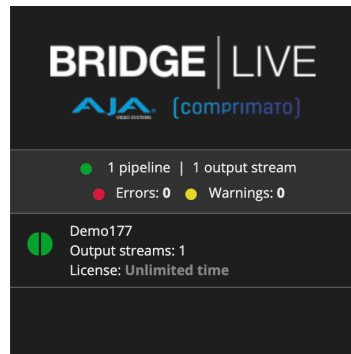 BRIDGE | LIVE
AJA VIDEO SYSTEMS [comprimato]
1 pipeline | 1 output stream
Errors: 0 Warnings: 0
Demo177
Output streams: 1
License: Unlimited time